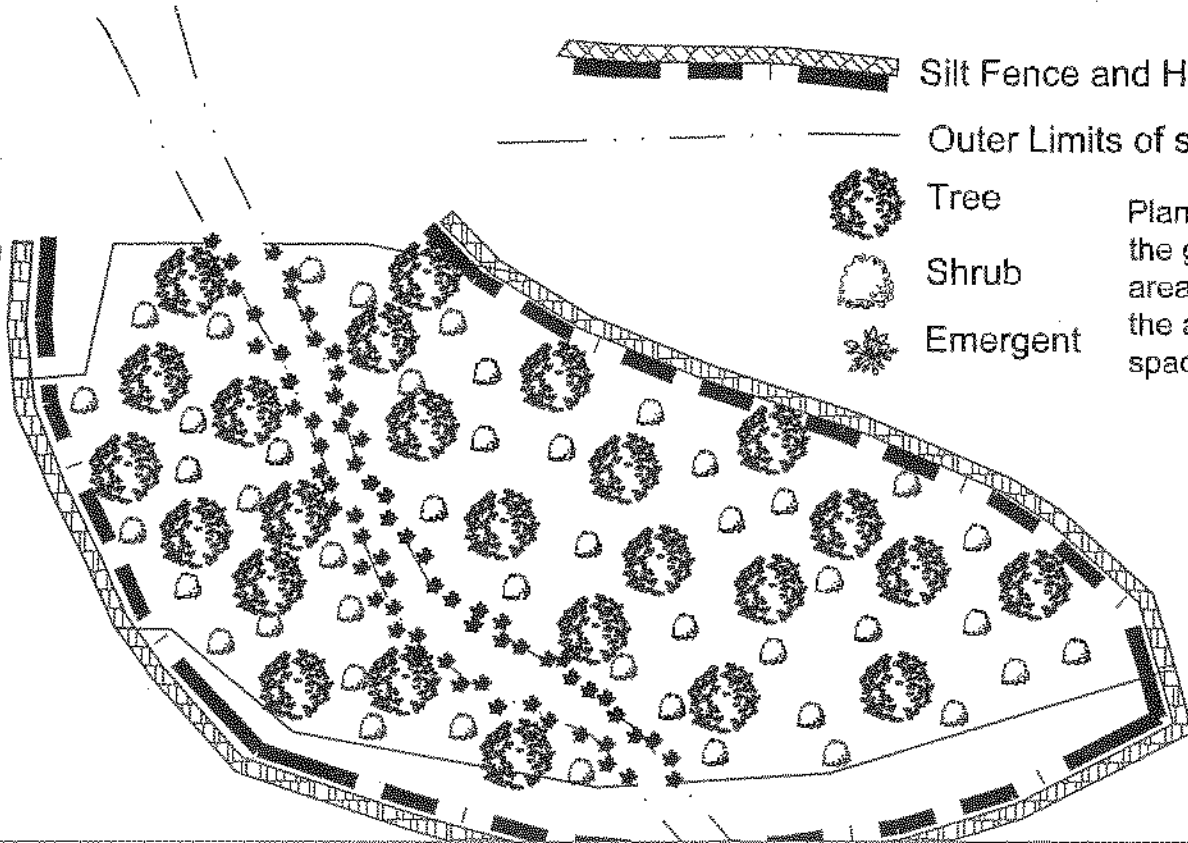 Silt Fence and H
Outer Limits of s
Tree
Shrub
Emergent
Plan
the g
area
the a
spac